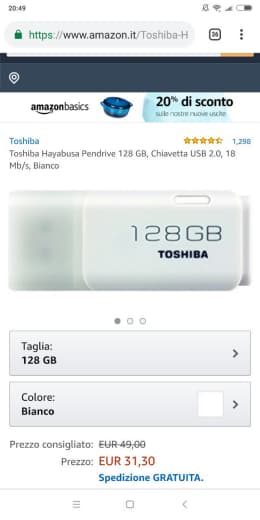 20:49
https://www.amazon.it/Toshiba-H
36
amazonbasics
20% di sconto
sulle nostre nuove uscite
Toshiba
1,298
Toshiba Hayabusa Pendrive 128 GB, Chiavetta USB 2.0, 18
Mb/s, Bianco
128GB
TOSHIBA
Taglia:
128 GB
Colore:
Bianco
Prezzo consigliato: EUR 49,00
Prezzo: EUR 31,30
Spedizione GRATUITA.